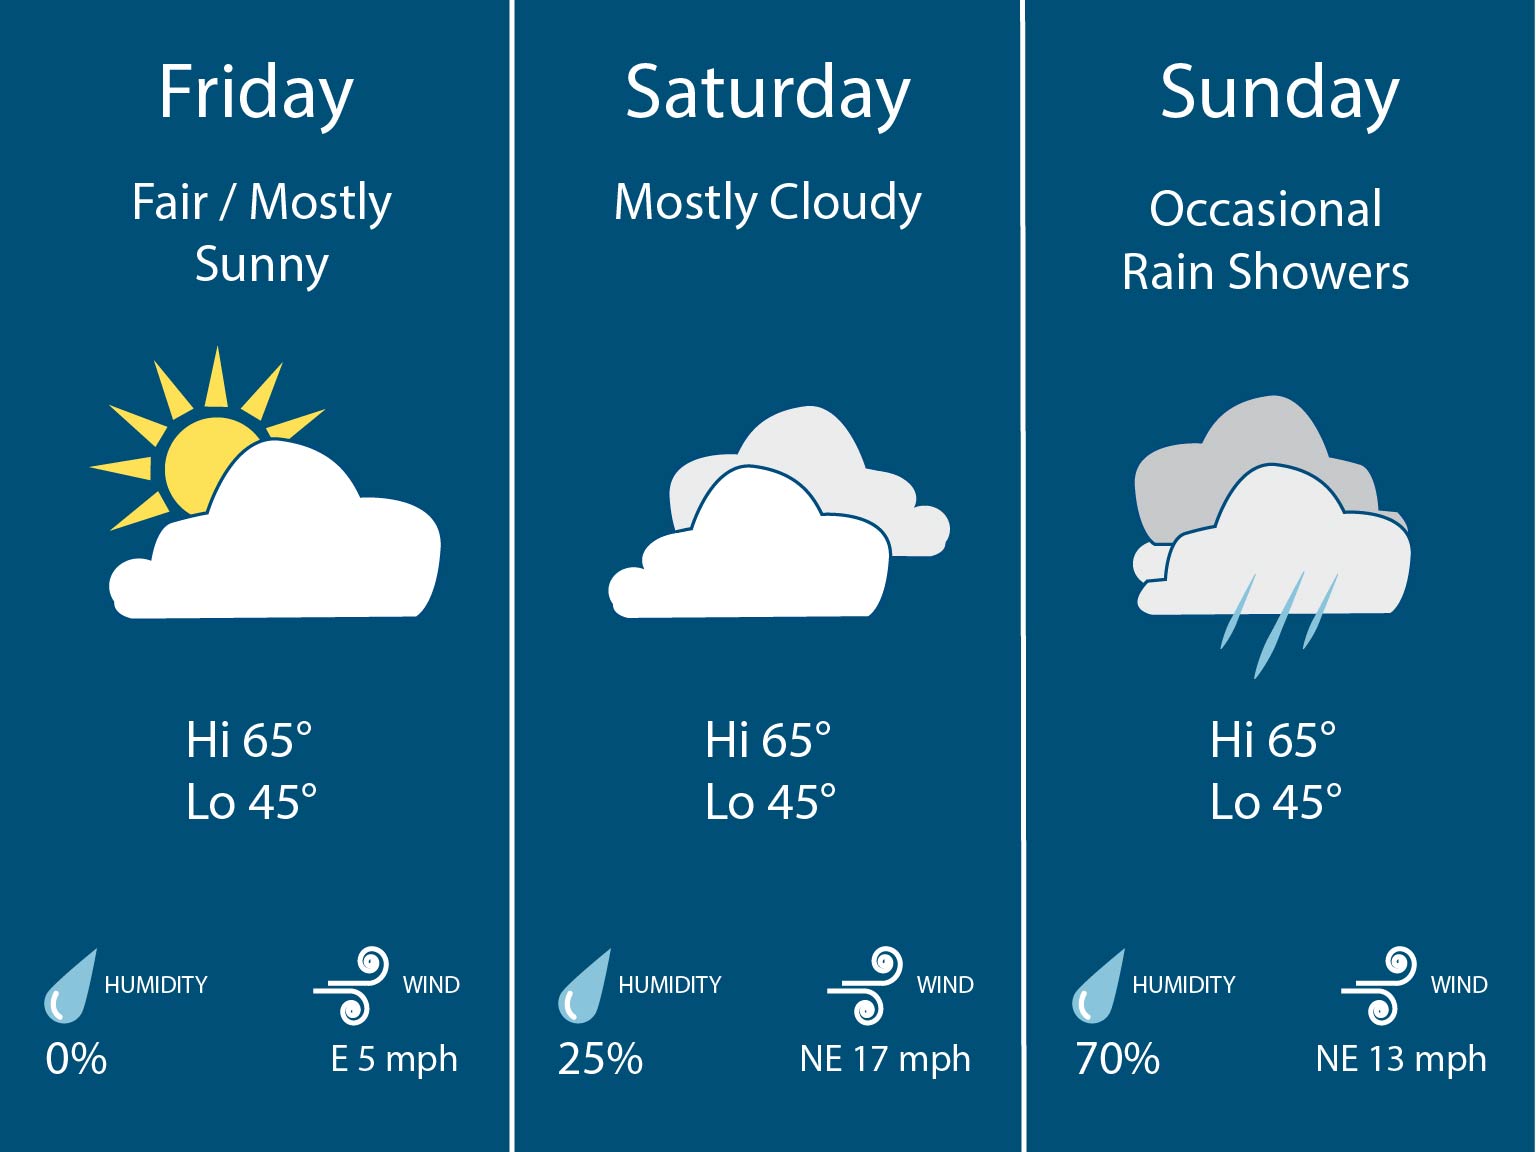 Friday
Fair / Mostly
Sunny
Hi 65°
Lo 45°
HUMIDITY
WIND
0%
E 5 mph
Saturday
Mostly Cloudy
Hi 65°
Lo 45°
HUMIDITY
WIND
25%
NE 17 mph
Sunday
Occasional
Rain Showers
Hi 65°
Lo 45°
HUMIDITY
WIND
70%
NE 13 mph